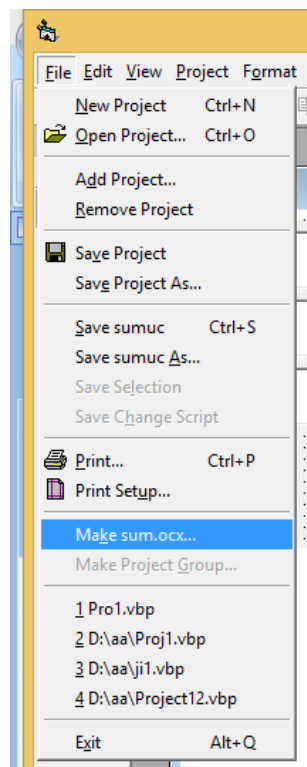 File Edit View Project Format
New Project Ctrl+N
Open Project... Ctrl+O
Add Project...
Remove Project
Save Project
Save Project As...
Save sumuc Ctrl+S
Save sumuc As...
Save Selection
Save Change Script
Print... Ctrl+P
Print Setup...
Make sum.ocx...
Make Project Group...
1 Pro1.vbp
2 D:\aa\Proj1.vbp
3 D:\aa\ji1.vbp
4 D:\aa\Project12.vbp
Exit Alt+Q